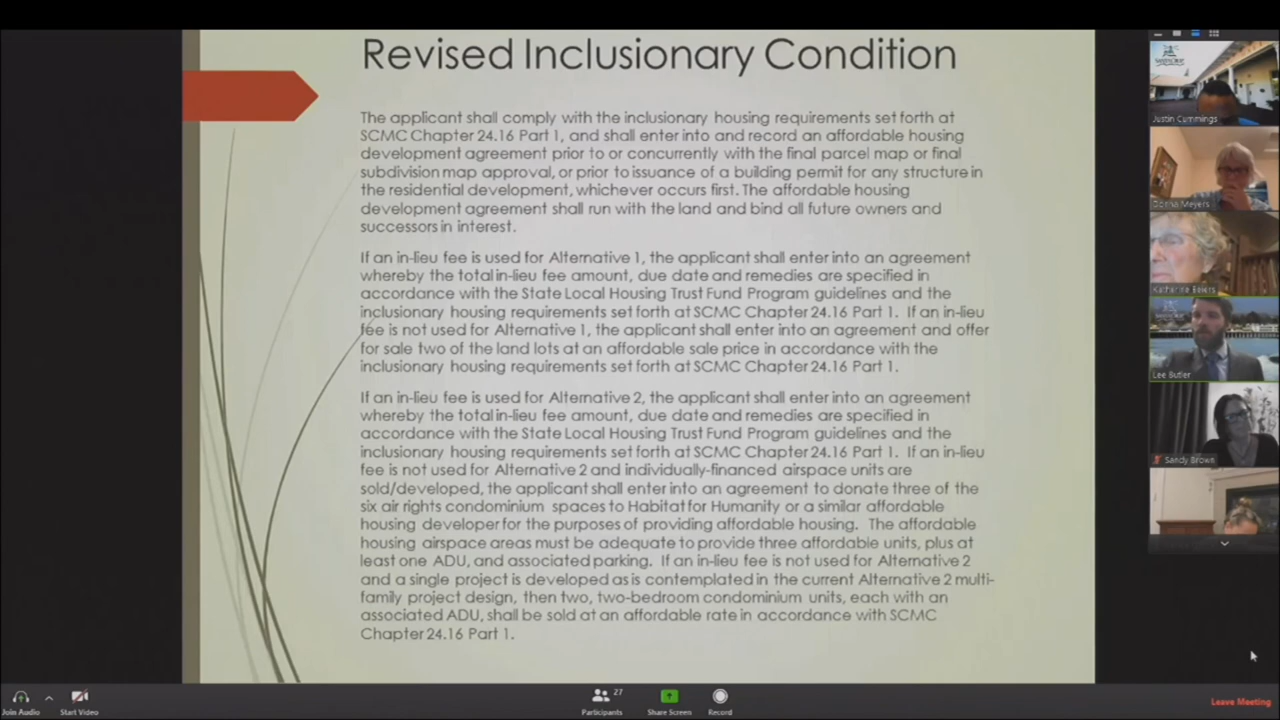 Revised Inclusionary Condition
The applicant shall comply with the inclusionary housing requirements set forth at
SCMC Chapter 24.16 Part 1, and shall enter into and record an affordable housing
development agreement prior to or concurrently with the final parcel map or final
subdivision map approval, or prior to issuance of a building permit for any structure in
the residential development, whichever occurs first. The affordable housing
development agreement shall run with the land and bind all future owners and
successors in interest.
If an in-lieu fee is used for Alternative 1, the applicant shall enter into an agreement
whereby the total in-lieu fee amount, due date and remedies are specified in
accordance with the State Local Housing Trust Fund Program guidelines and the
inclusionary housing requirements set forth at SCMC Chapter 24.16 Part 1. If an in-lieu
fee is not used for Alternative 1, the applicant shall enter into an agreement and offer
for sale two of the land lots at an affordable sale price in accordance with the
inclusionary housing requirements set forth at SCMC Chapter 24.16 Part 1.
If an in-lieu fee is used for Alternative 2, the applicant shall enter into an agreement
whereby the total in-lieu fee amount, due date and remedies are specified in
accordance with the State Local Housing Trust Fund Program guidelines and the
inclusionary housing requirements set forth at SCMC Chapter 24.16 Part 1. If an in-lieu
fee is not used for Alternative 2 and individually-financed airspace units are
sold/developed, the applicant shall enter into an agreement to donate three of the
six air rights condominium spaces to Habitat for Humanity or a similar affordable
housing developer for the purposes of providing affordable housing. The affordable
housing airspace areas must be adequate to provide three affordable units, plus at
least one ADU, and associated parking. If an in-lieu fee is not used for Alternative 2
and a single project is developed as is contemplated in the current Alternative 2 multi-
family project design, then two, two-bedroom condominium units, each with an
associated ADU, shall be sold at an affordable rate in accordance with SCMC
Chapter 24.16 Part 1.
Justin Cummings
Donna Meyers
Katherine Beiers
Lee Butler
Sandy Brown
Join Audio
Start Video
27
Participants
Share Screen
Record
Leave Meeting